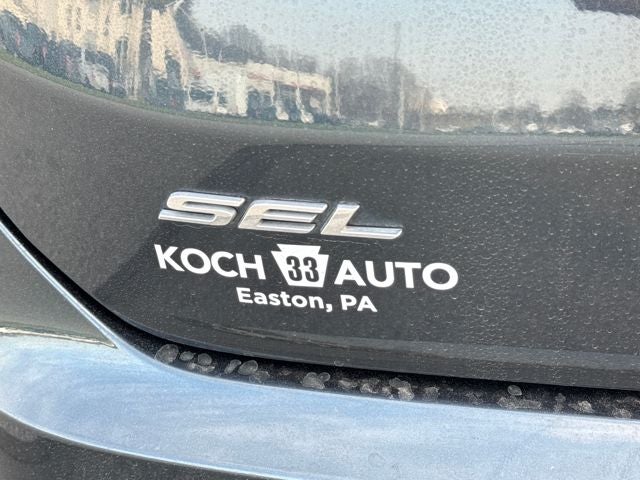 SEL
KOCH 33 AUTO
Easton, PA